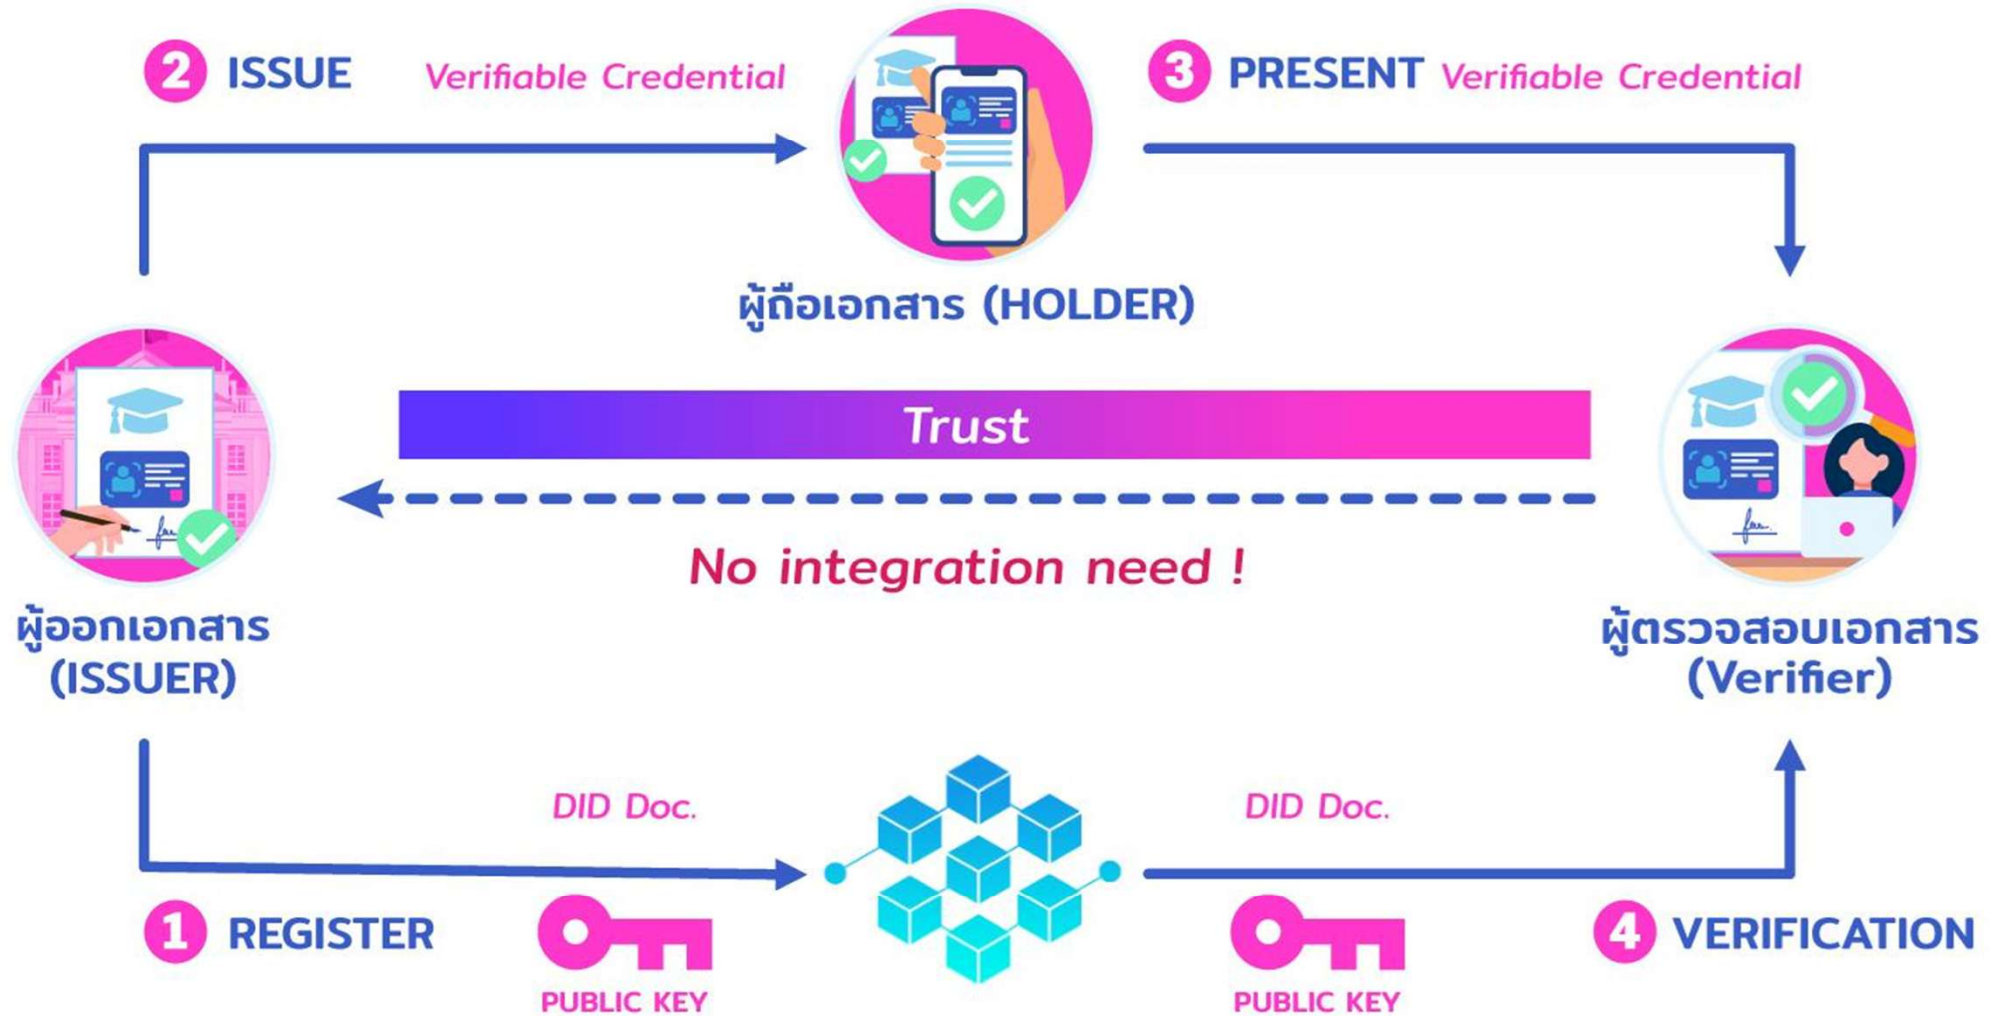 2 ISSUE Verifiable Credential
3 PRESENT Verifiable Credential
ผู้ถือเอกสาร (HOLDER)
Trust
No integration need !
ผู้ออกเอกสาร
(ISSUER)
ผู้ตรวจสอบเอกสาร
(Verifier)
DID Doc.
DID Doc.
1 REGISTER
PUBLIC KEY
PUBLIC KEY
4 VERIFICATION